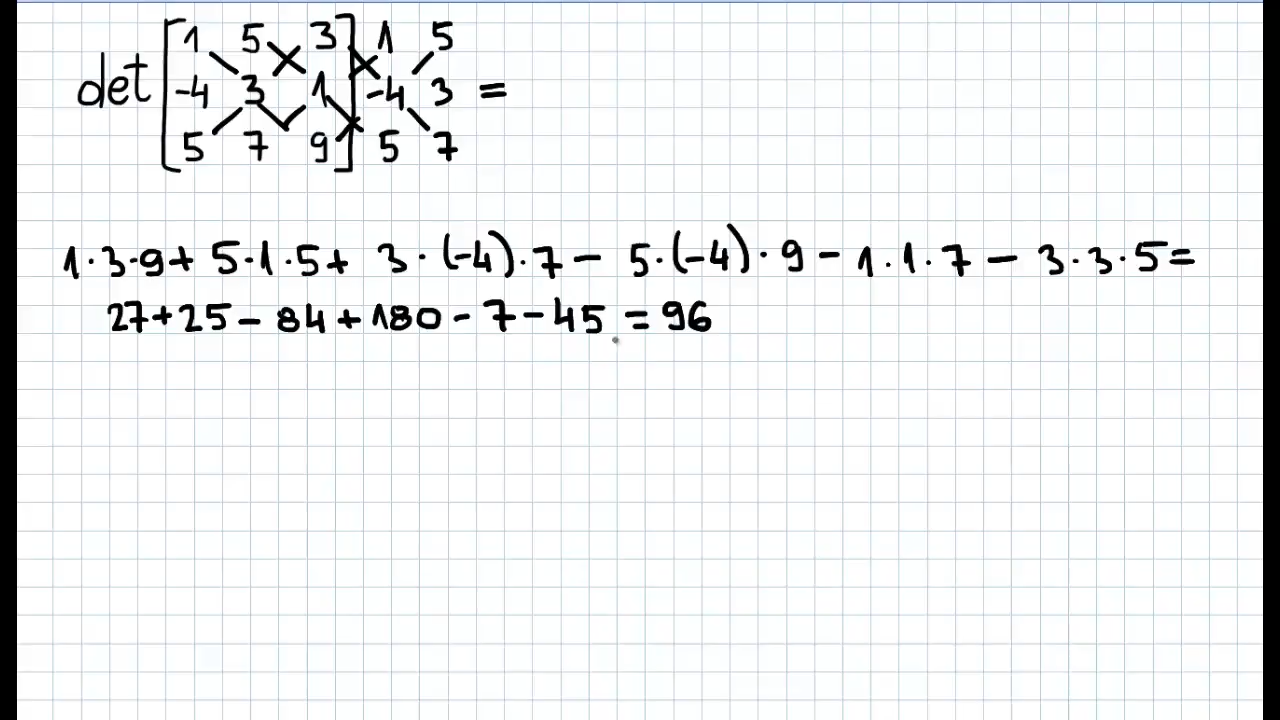 det [ 1 5 3 ] 1 5
-4 3 1 -4 3 =
5 7 9 5 7
1·3·9+ 5·1·5+ 3·(-4)·7 - 5·(-4)·9 - 1·1·7 - 3·3·5=
27+25-84+180-7-45 = 96